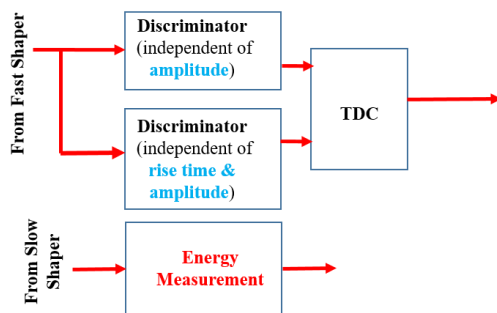 From Fast Shaper
Discriminator
(independent of
amplitude)
Discriminator
(independent of
rise time &
amplitude)
TDC
From Slow
Shaper
Energy
Measurement